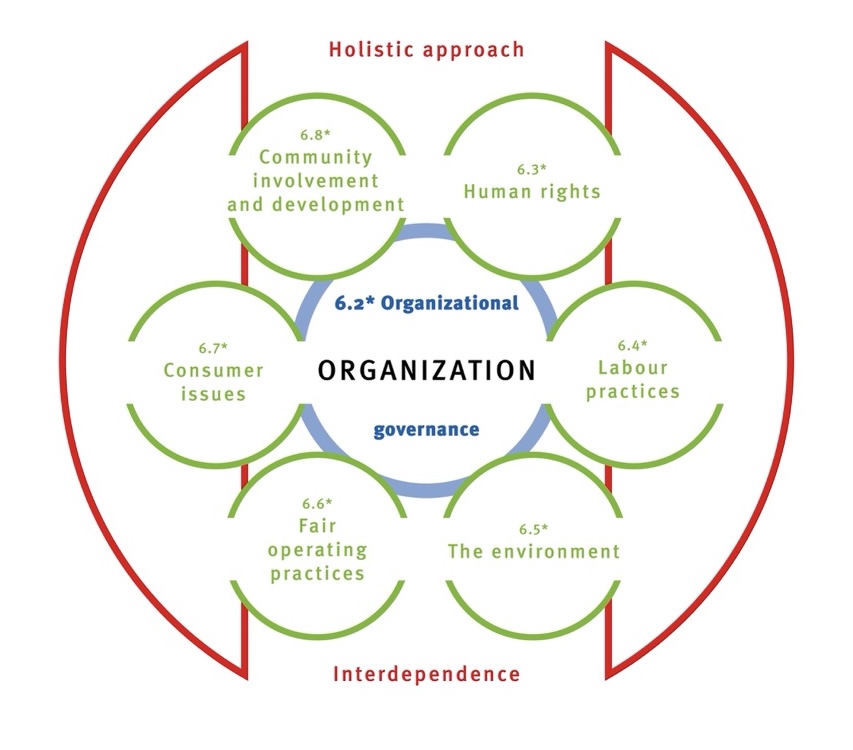 Holistic approach
6.8*
Community
involvement
and development
6.3*
Human rights
6.2* Organizational
ORGANIZATION
governance
6.7*
Consumer
issues
6.4*
Labour
practices
6.6*
Fair
operating
practices
6.5*
The environment
Interdependence